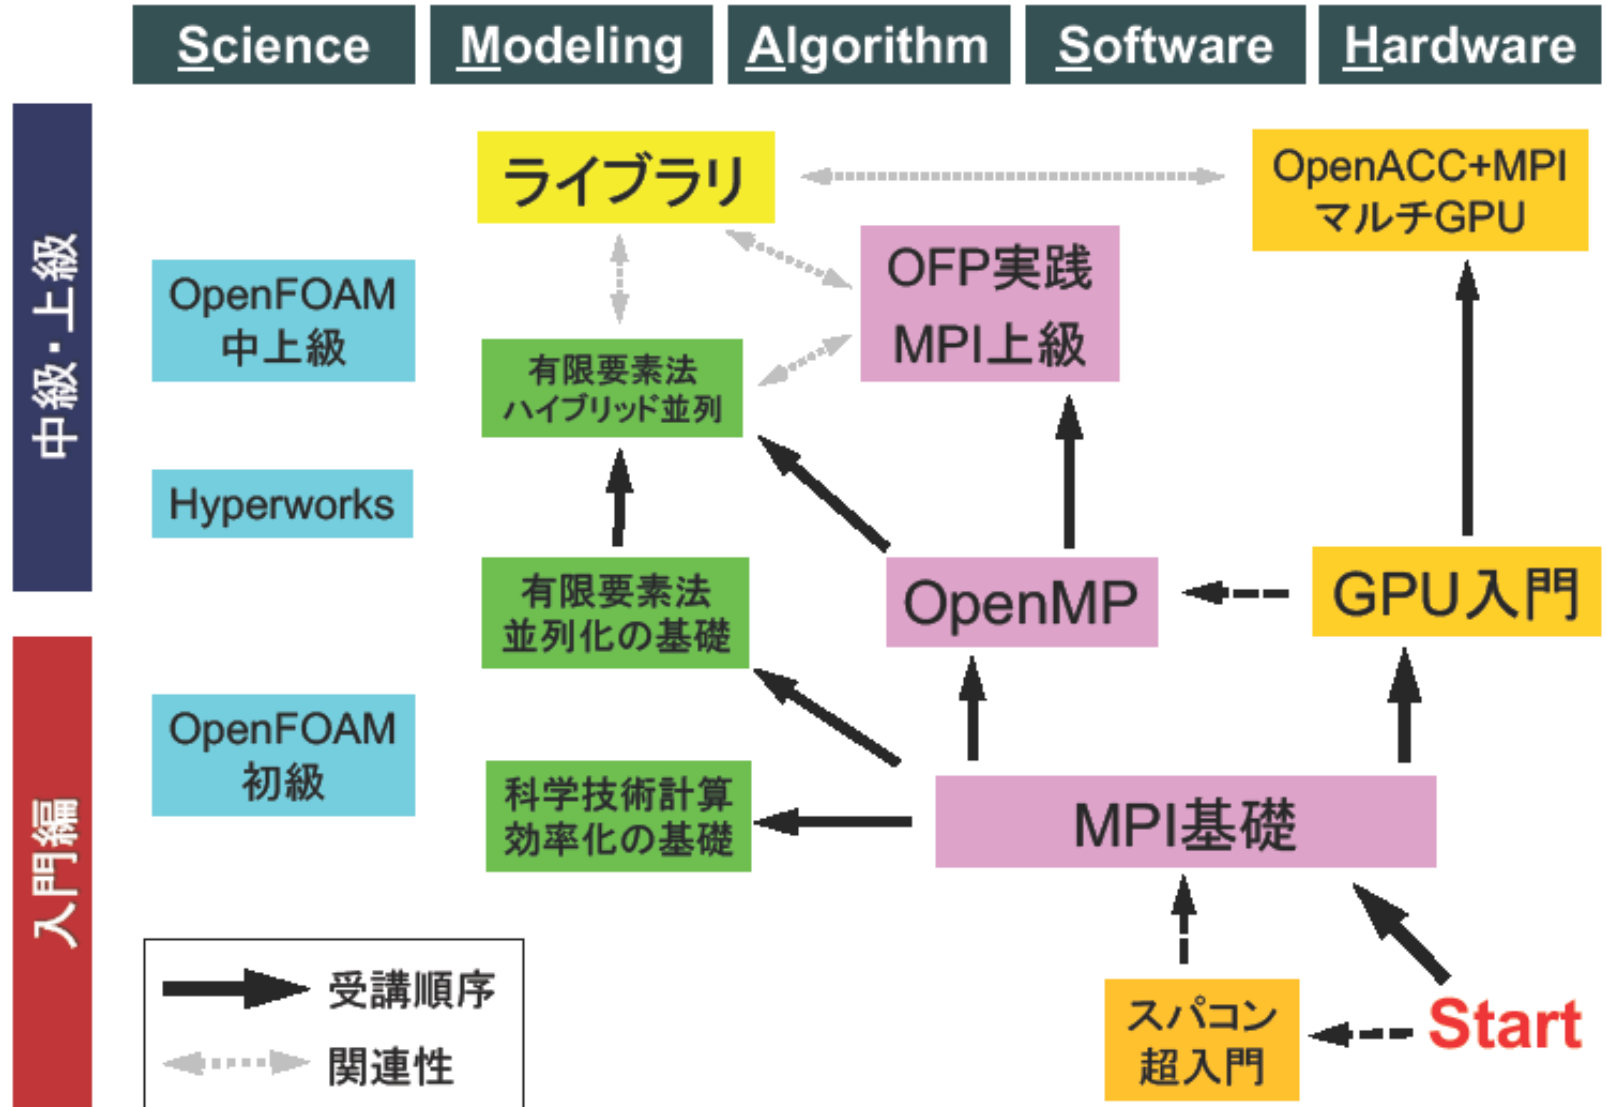 Science
Modeling
Algorithm
Software
Hardware
中級・上級
入門編
ライブラリ
OpenACC+MPI
マルチGPU
OFP実践
MPI上級
OpenFOAM
中上級
有限要素法
ハイブリッド並列
Hyperworks
有限要素法
並列化の基礎
OpenMP
GPU入門
OpenFOAM
初級
科学技術計算
効率化の基礎
MPI基礎
スパコン
超入門
Start
受講順序
関連性